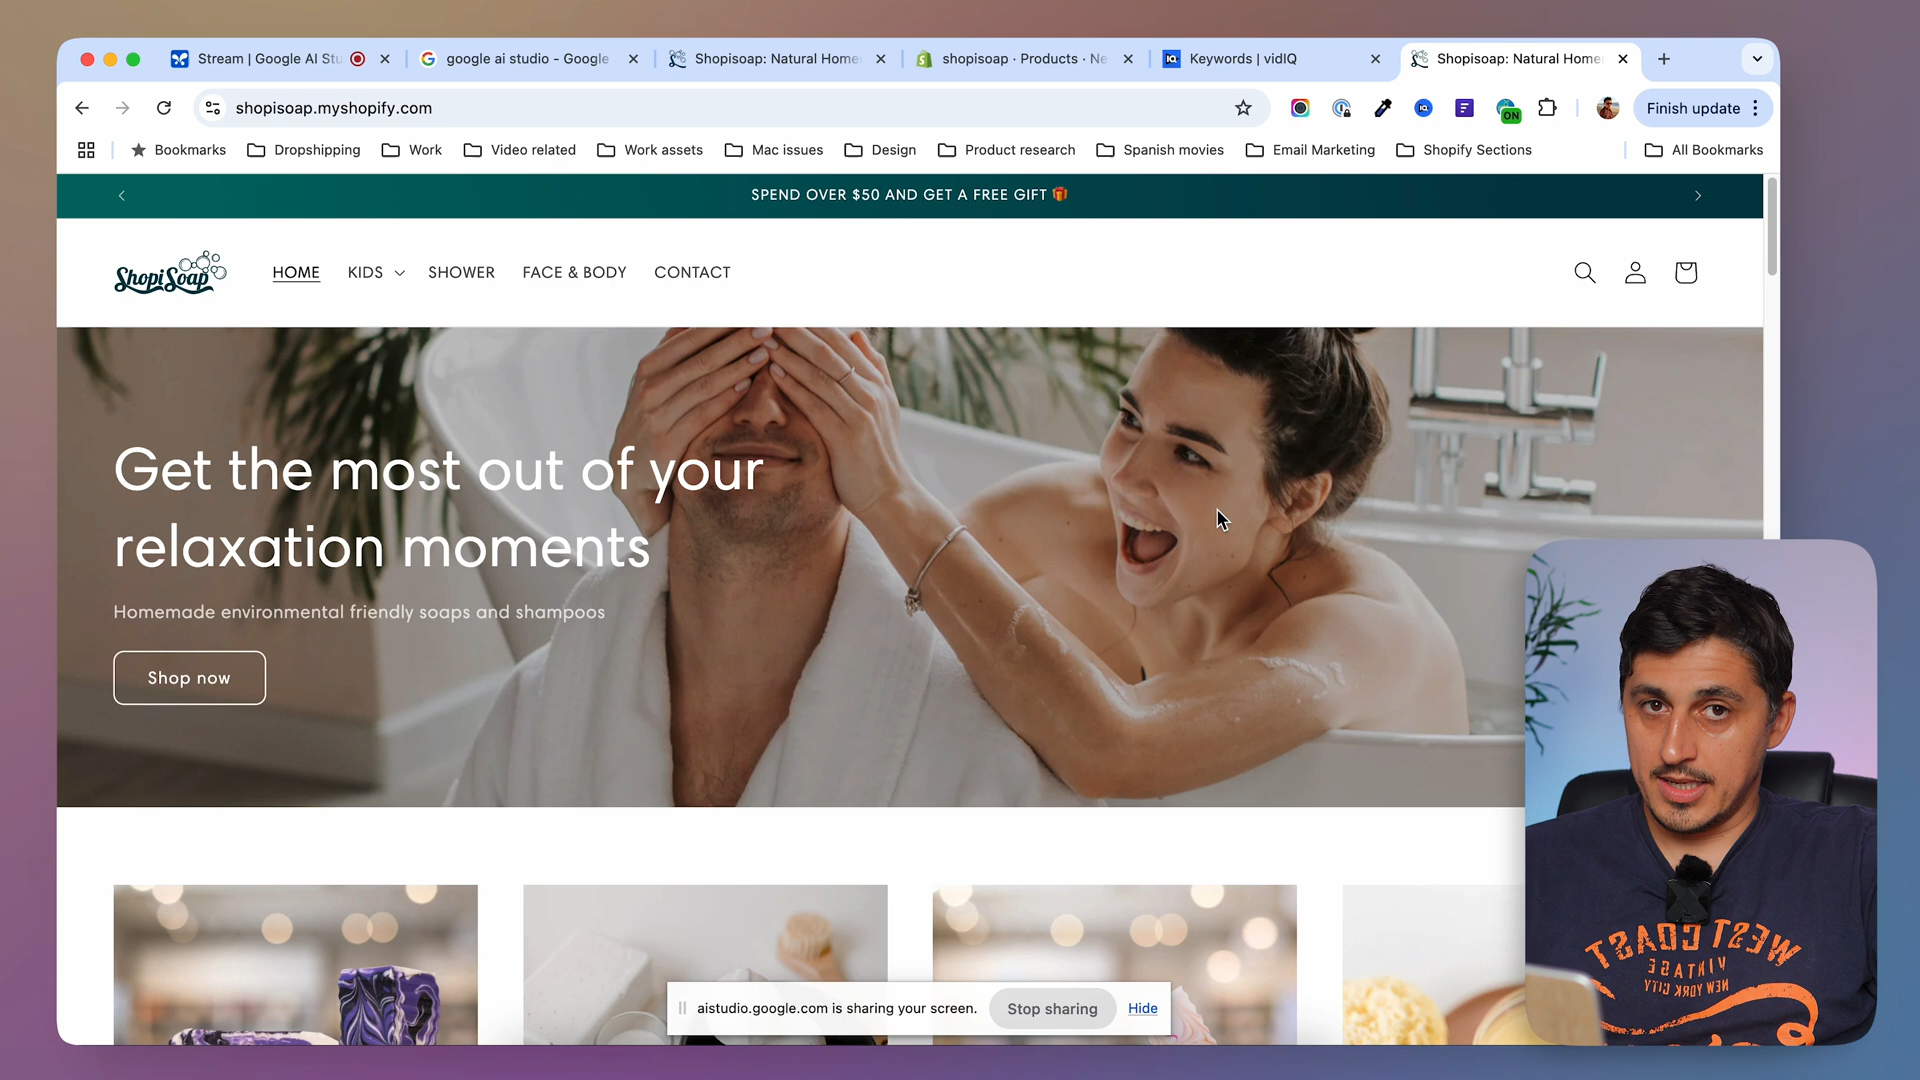 Stream | Google AI Stu
google ai studio - Google
Shopisoap: Natural Home
shopisoap · Products · Ne
Keywords | vidIQ
Shopisoap: Natural Home
shopisoap.myshopify.com
ON
Finish update
Bookmarks
Dropshipping
Work
Video related
Work assets
Mac issues
Design
Product research
Spanish movies
Email Marketing
Shopify Sections
All Bookmarks
SPEND OVER $50 AND GET A FREE GIFT 🎁
ShopiSoap
HOME
KIDS
SHOWER
FACE & BODY
CONTACT
Get the most out of your
relaxation moments
Homemade environmental friendly soaps and shampoos
Shop now
aistudio.google.com is sharing your screen.
Stop sharing
Hide
WEST COAST
VINTAGE
NEW YORK CITY